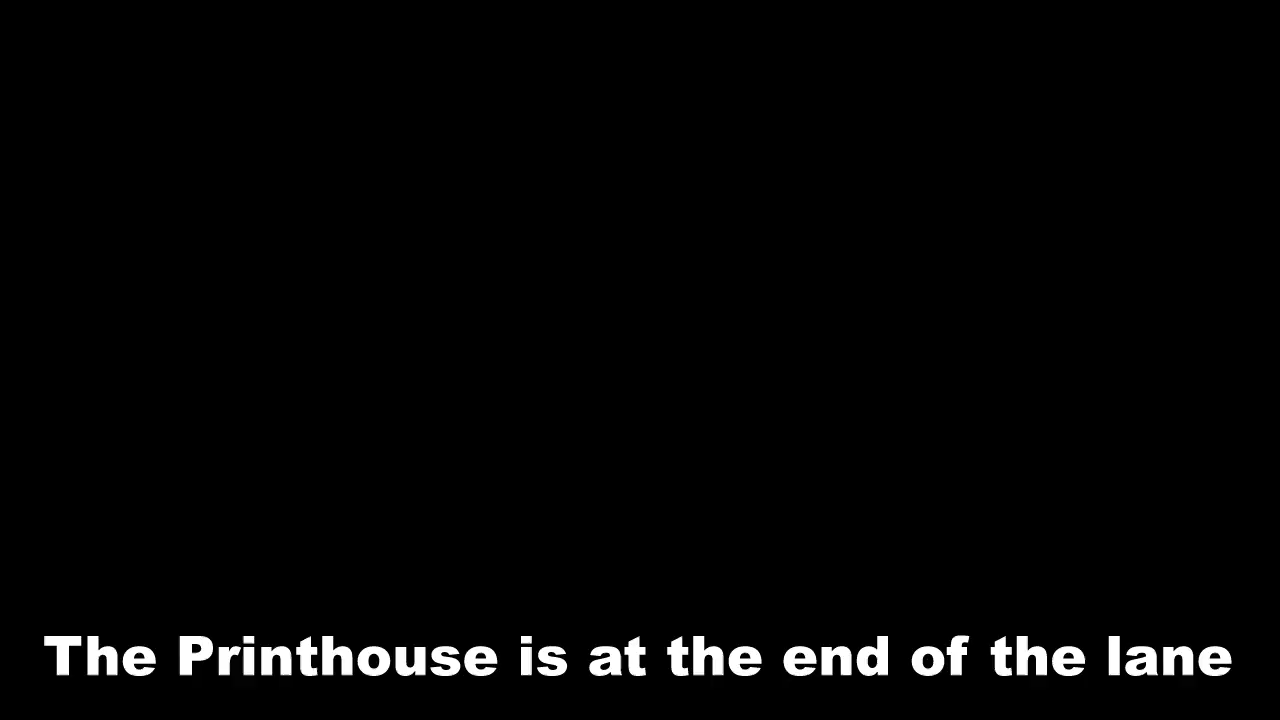 The Printhouse is at the end of the lane